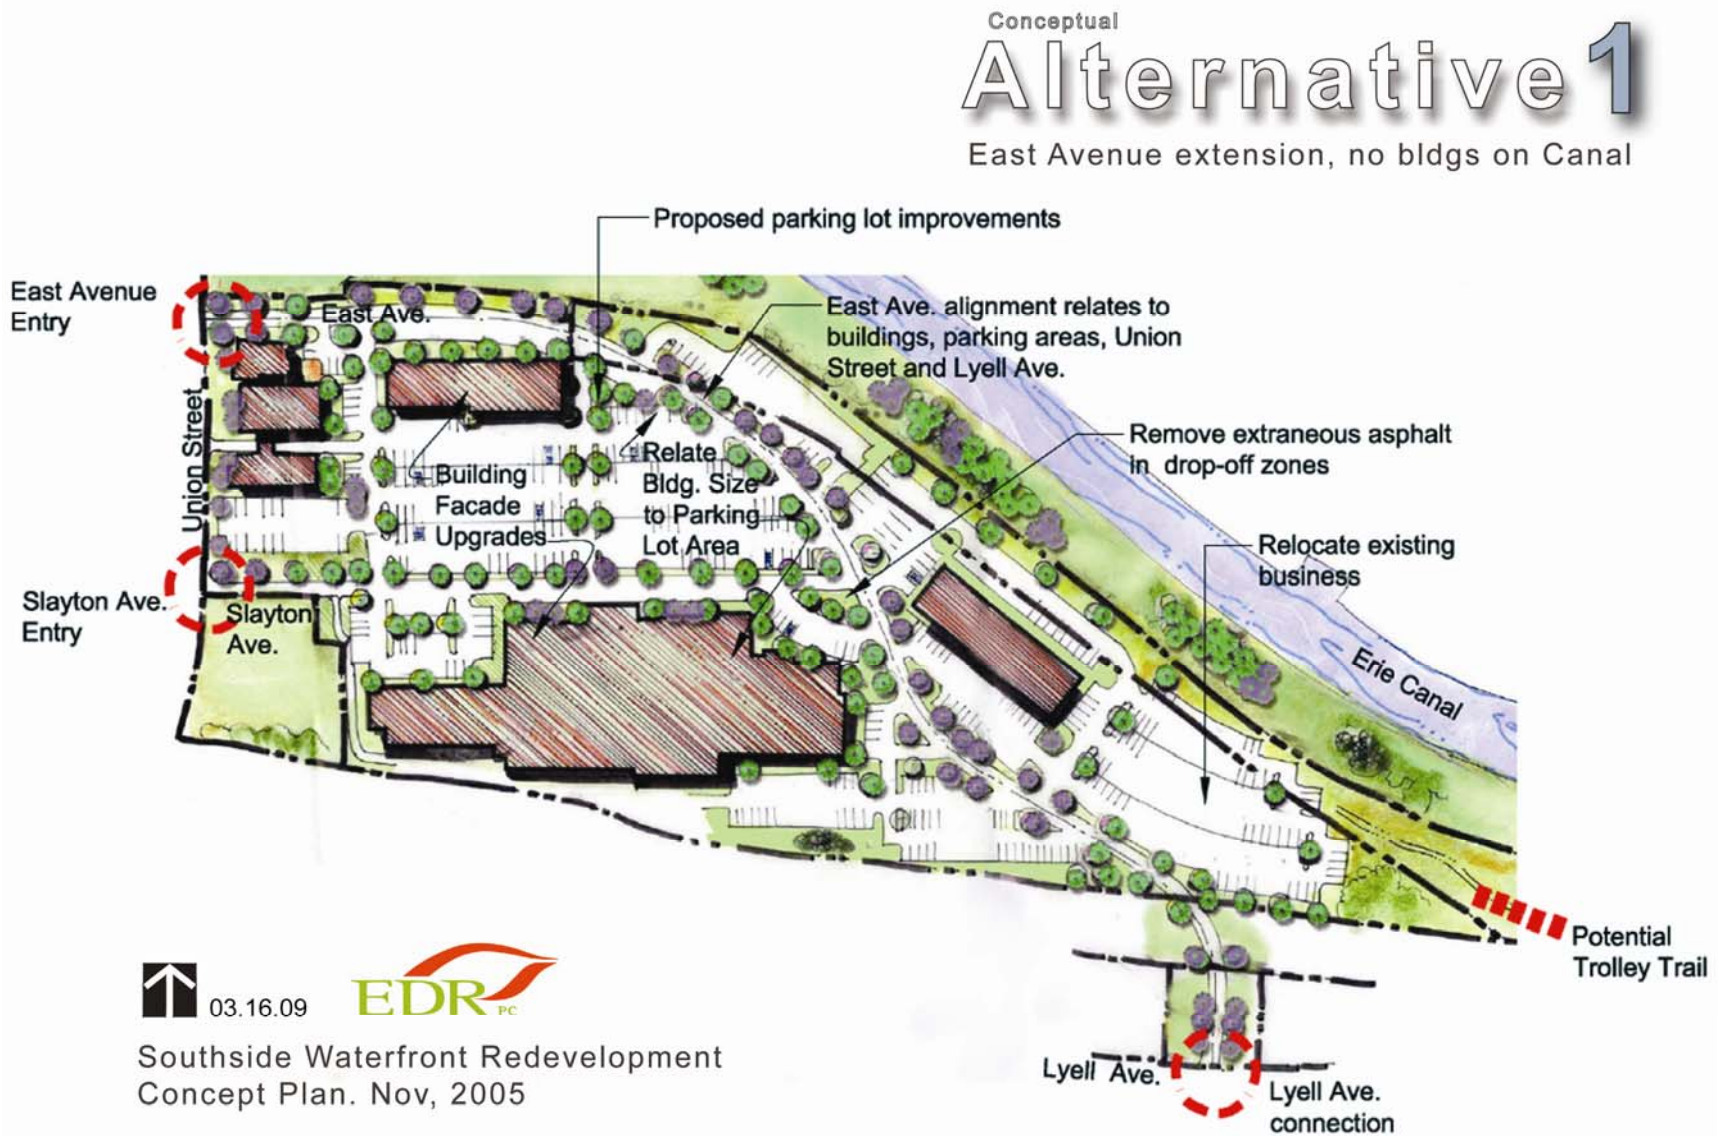 Conceptual
Alternative 1
East Avenue extension, no bldgs on Canal
Proposed parking lot improvements
East Avenue
Entry
East Ave.
East Ave. alignment relates to
buildings, parking areas, Union
Street and Lyell Ave.
Union Street
Building
Facade
Upgrades
Relate
Bldg. Size
to Parking
Lot Area
Remove extraneous asphalt
in drop-off zones
Relocate existing
business
Slayton Ave.
Entry
Slayton
Ave.
Erie Canal
Potential
Trolley Trail
03.16.09
EDR PC
Southside Waterfront Redevelopment
Concept Plan. Nov, 2005
Lyell Ave.
Lyell Ave.
connection